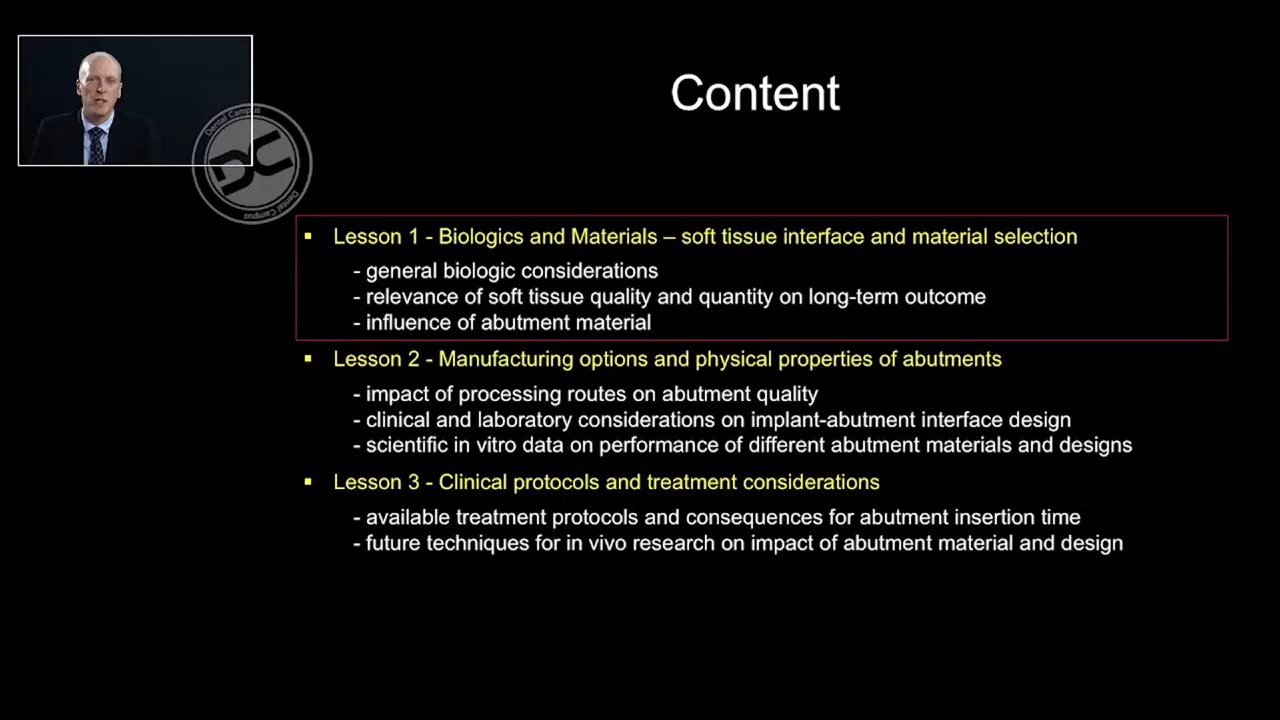 Content
Dental Campus
DC
Dental Campus
▪ Lesson 1 - Biologics and Materials – soft tissue interface and material selection
- general biologic considerations
- relevance of soft tissue quality and quantity on long-term outcome
- influence of abutment material
▪ Lesson 2 - Manufacturing options and physical properties of abutments
- impact of processing routes on abutment quality
- clinical and laboratory considerations on implant-abutment interface design
- scientific in vitro data on performance of different abutment materials and designs
▪ Lesson 3 - Clinical protocols and treatment considerations
- available treatment protocols and consequences for abutment insertion time
- future techniques for in vivo research on impact of abutment material and design